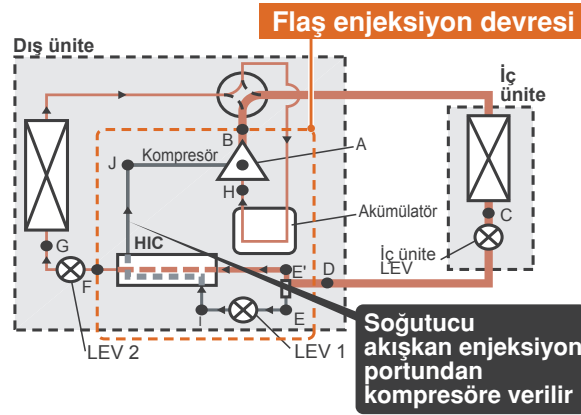 Flaş enjeksiyon devresi
Dış ünite
İç
ünite
B
A
J
Kompresör
H
Akümülatör
C
G
HIC
İç ünite
LEV
F
E'
D
I
E
LEV 2
LEV 1
Soğutucu
akışkan enjeksiyon
portundan
kompresöre verilir